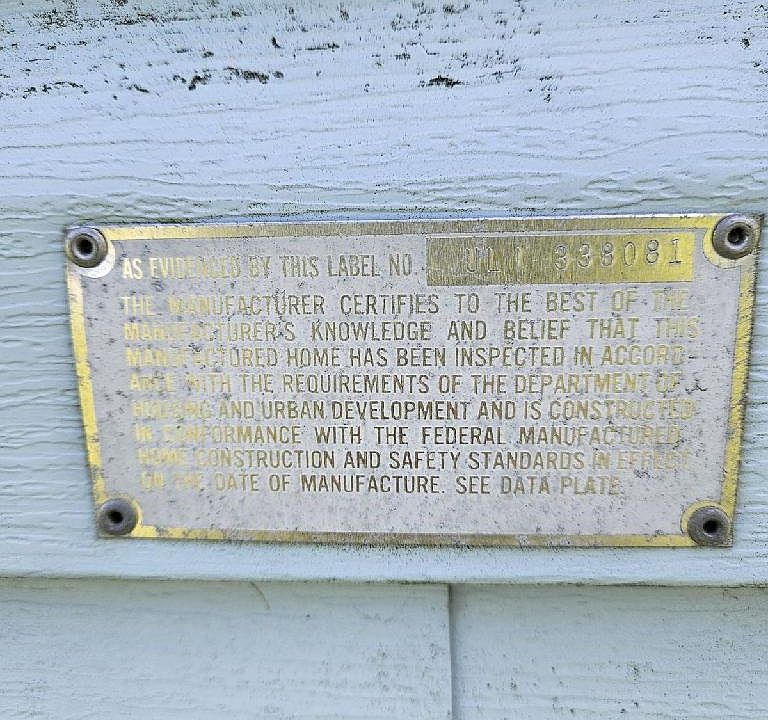 AS EVIDENCED BY THIS LABEL NO. 338081
THE MANUFACTURER CERTIFIES TO THE BEST OF THE
MANUFACTURER'S KNOWLEDGE AND BELIEF THAT THIS
MANUFACTURED HOME HAS BEEN INSPECTED IN ACCORD-
ANCE WITH THE REQUIREMENTS OF THE DEPARTMENT OF
HOUSING AND URBAN DEVELOPMENT AND IS CONSTRUCTED
IN CONFORMANCE WITH THE FEDERAL MANUFACTURED
HOME CONSTRUCTION AND SAFETY STANDARDS IN EFFECT
ON THE DATE OF MANUFACTURE. SEE DATA PLATE.